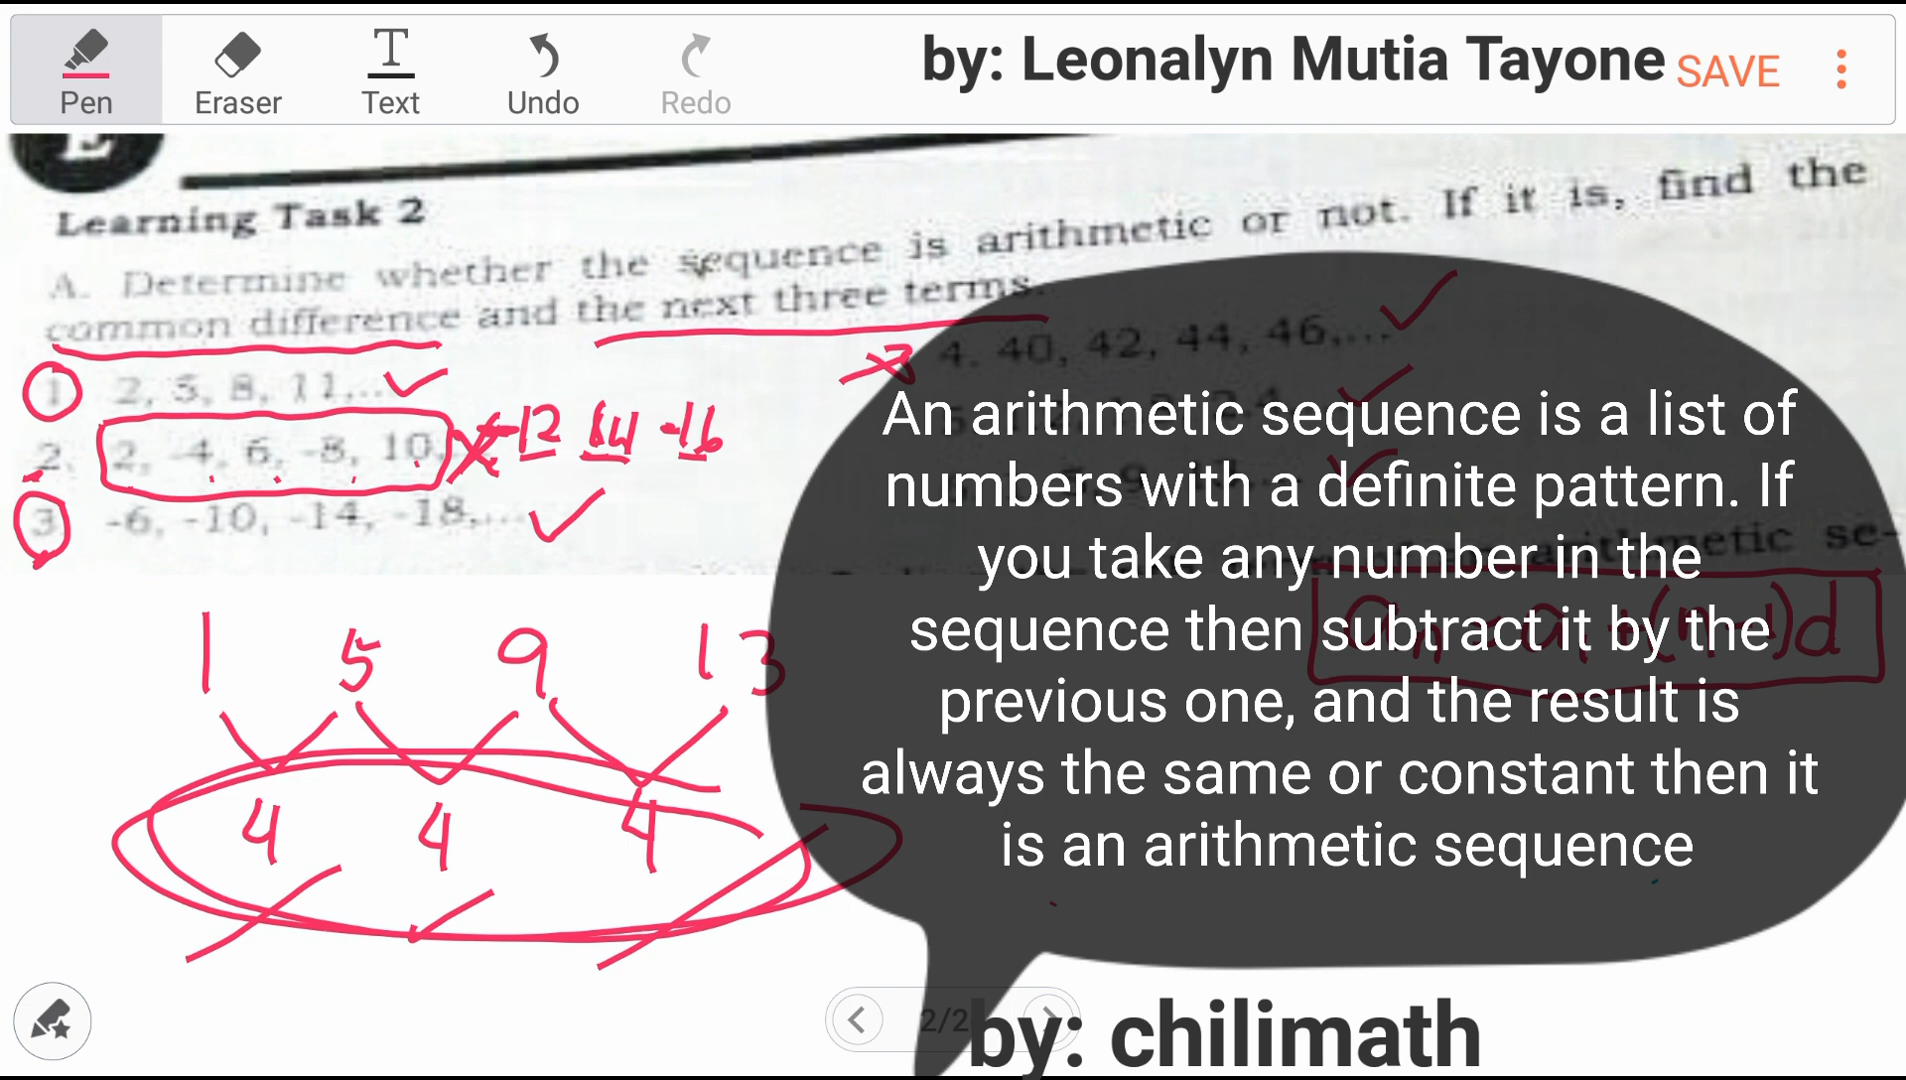 by: Leonalyn Mutia Tayone
SAVE
Pen
Eraser
Text
Undo
Redo
E
Learning Task 2
A. Determine whether the sequence is arithmetic or not. If it is, find the
common difference and the next three terms.
1. 2, 5, 8, 11,...
2. 2, -4, 6, -8, 10, -12 14 -16
3. -6, -10, -14, -18,...
4. 40, 42, 44, 46,...
arithmetic se-
an = a1 + (n-1)d
1 5 9 13
4 4 4
An arithmetic sequence is a list of
numbers with a definite pattern. If
you take any number in the
sequence then subtract it by the
previous one, and the result is
always the same or constant then it
is an arithmetic sequence
2/2
by: chilimath